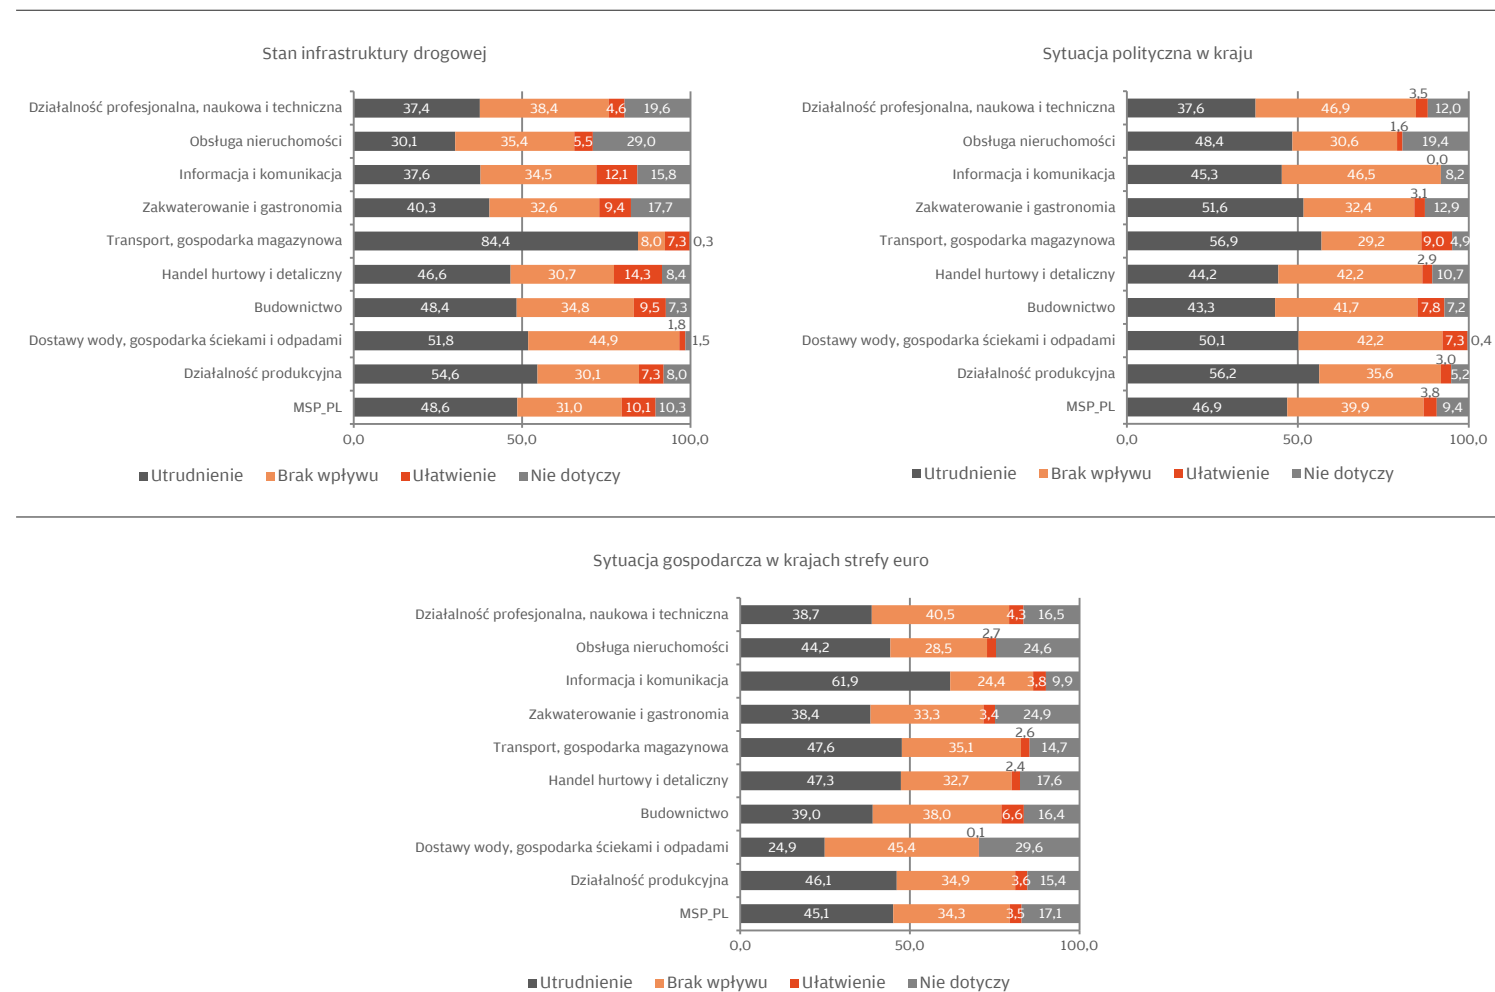 Stan infrastruktury drogowej
Działalność profesjonalna, naukowa i techniczna 37,4 38,4 4,6 19,6
Obsługa nieruchomości 30,1 35,4 5,5 29,0
Informacja i komunikacja 37,6 34,5 12,1 15,8
Zakwaterowanie i gastronomia 40,3 32,6 9,4 17,7
Transport, gospodarka magazynowa 84,4 8,0 7,3 0,3
Handel hurtowy i detaliczny 46,6 30,7 14,3 8,4
Budownictwo 48,4 34,8 9,5 7,3
Dostawy wody, gospodarka ściekami i odpadami 51,8 44,9 1,8 1,5
Działalność produkcyjna 54,6 30,1 7,3 8,0
MSP_PL 48,6 31,0 10,1 10,3
0,0 50,0 100,0
Utrudnienie Brak wpływu Ułatwienie Nie dotyczy
Sytuacja polityczna w kraju
Działalność profesjonalna, naukowa i techniczna 37,6 46,9 3,5 12,0
Obsługa nieruchomości 48,4 30,6 1,6 19,4
Informacja i komunikacja 45,3 46,5 0,0 8,2
Zakwaterowanie i gastronomia 51,6 32,4 3,1 12,9
Transport, gospodarka magazynowa 56,9 29,2 9,0 4,9
Handel hurtowy i detaliczny 44,2 42,2 2,9 10,7
Budownictwo 43,3 41,7 7,8 7,2
Dostawy wody, gospodarka ściekami i odpadami 50,1 42,2 7,3 0,4
Działalność produkcyjna 56,2 35,6 3,0 5,2
MSP_PL 46,9 39,9 3,8 9,4
0,0 50,0 100,0
Utrudnienie Brak wpływu Ułatwienie Nie dotyczy
Sytuacja gospodarcza w krajach strefy euro
Działalność profesjonalna, naukowa i techniczna 38,7 40,5 4,3 16,5
Obsługa nieruchomości 44,2 28,5 2,7 24,6
Informacja i komunikacja 61,9 24,4 3,8 9,9
Zakwaterowanie i gastronomia 38,4 33,3 3,4 24,9
Transport, gospodarka magazynowa 47,6 35,1 2,6 14,7
Handel hurtowy i detaliczny 47,3 32,7 2,4 17,6
Budownictwo 39,0 38,0 6,6 16,4
Dostawy wody, gospodarka ściekami i odpadami 24,9 45,4 0,1 29,6
Działalność produkcyjna 46,1 34,9 3,6 15,4
MSP_PL 45,1 34,3 3,5 17,1
0,0 50,0 100,0
Utrudnienie Brak wpływu Ułatwienie Nie dotyczy